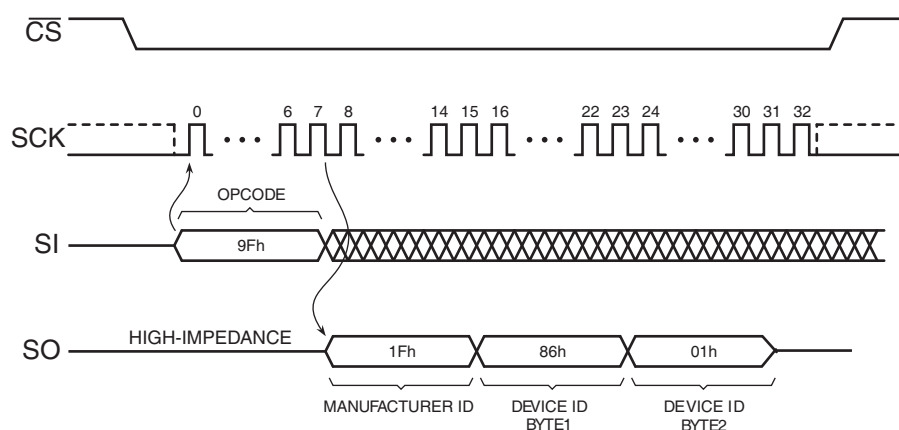 CS
0 6 7 8 14 15 16 22 23 24 30 31 32
SCK
OPCODE
SI 9Fh
HIGH-IMPEDANCE
SO 1Fh 86h 01h
MANUFACTURER ID DEVICE ID DEVICE ID
BYTE1 BYTE2